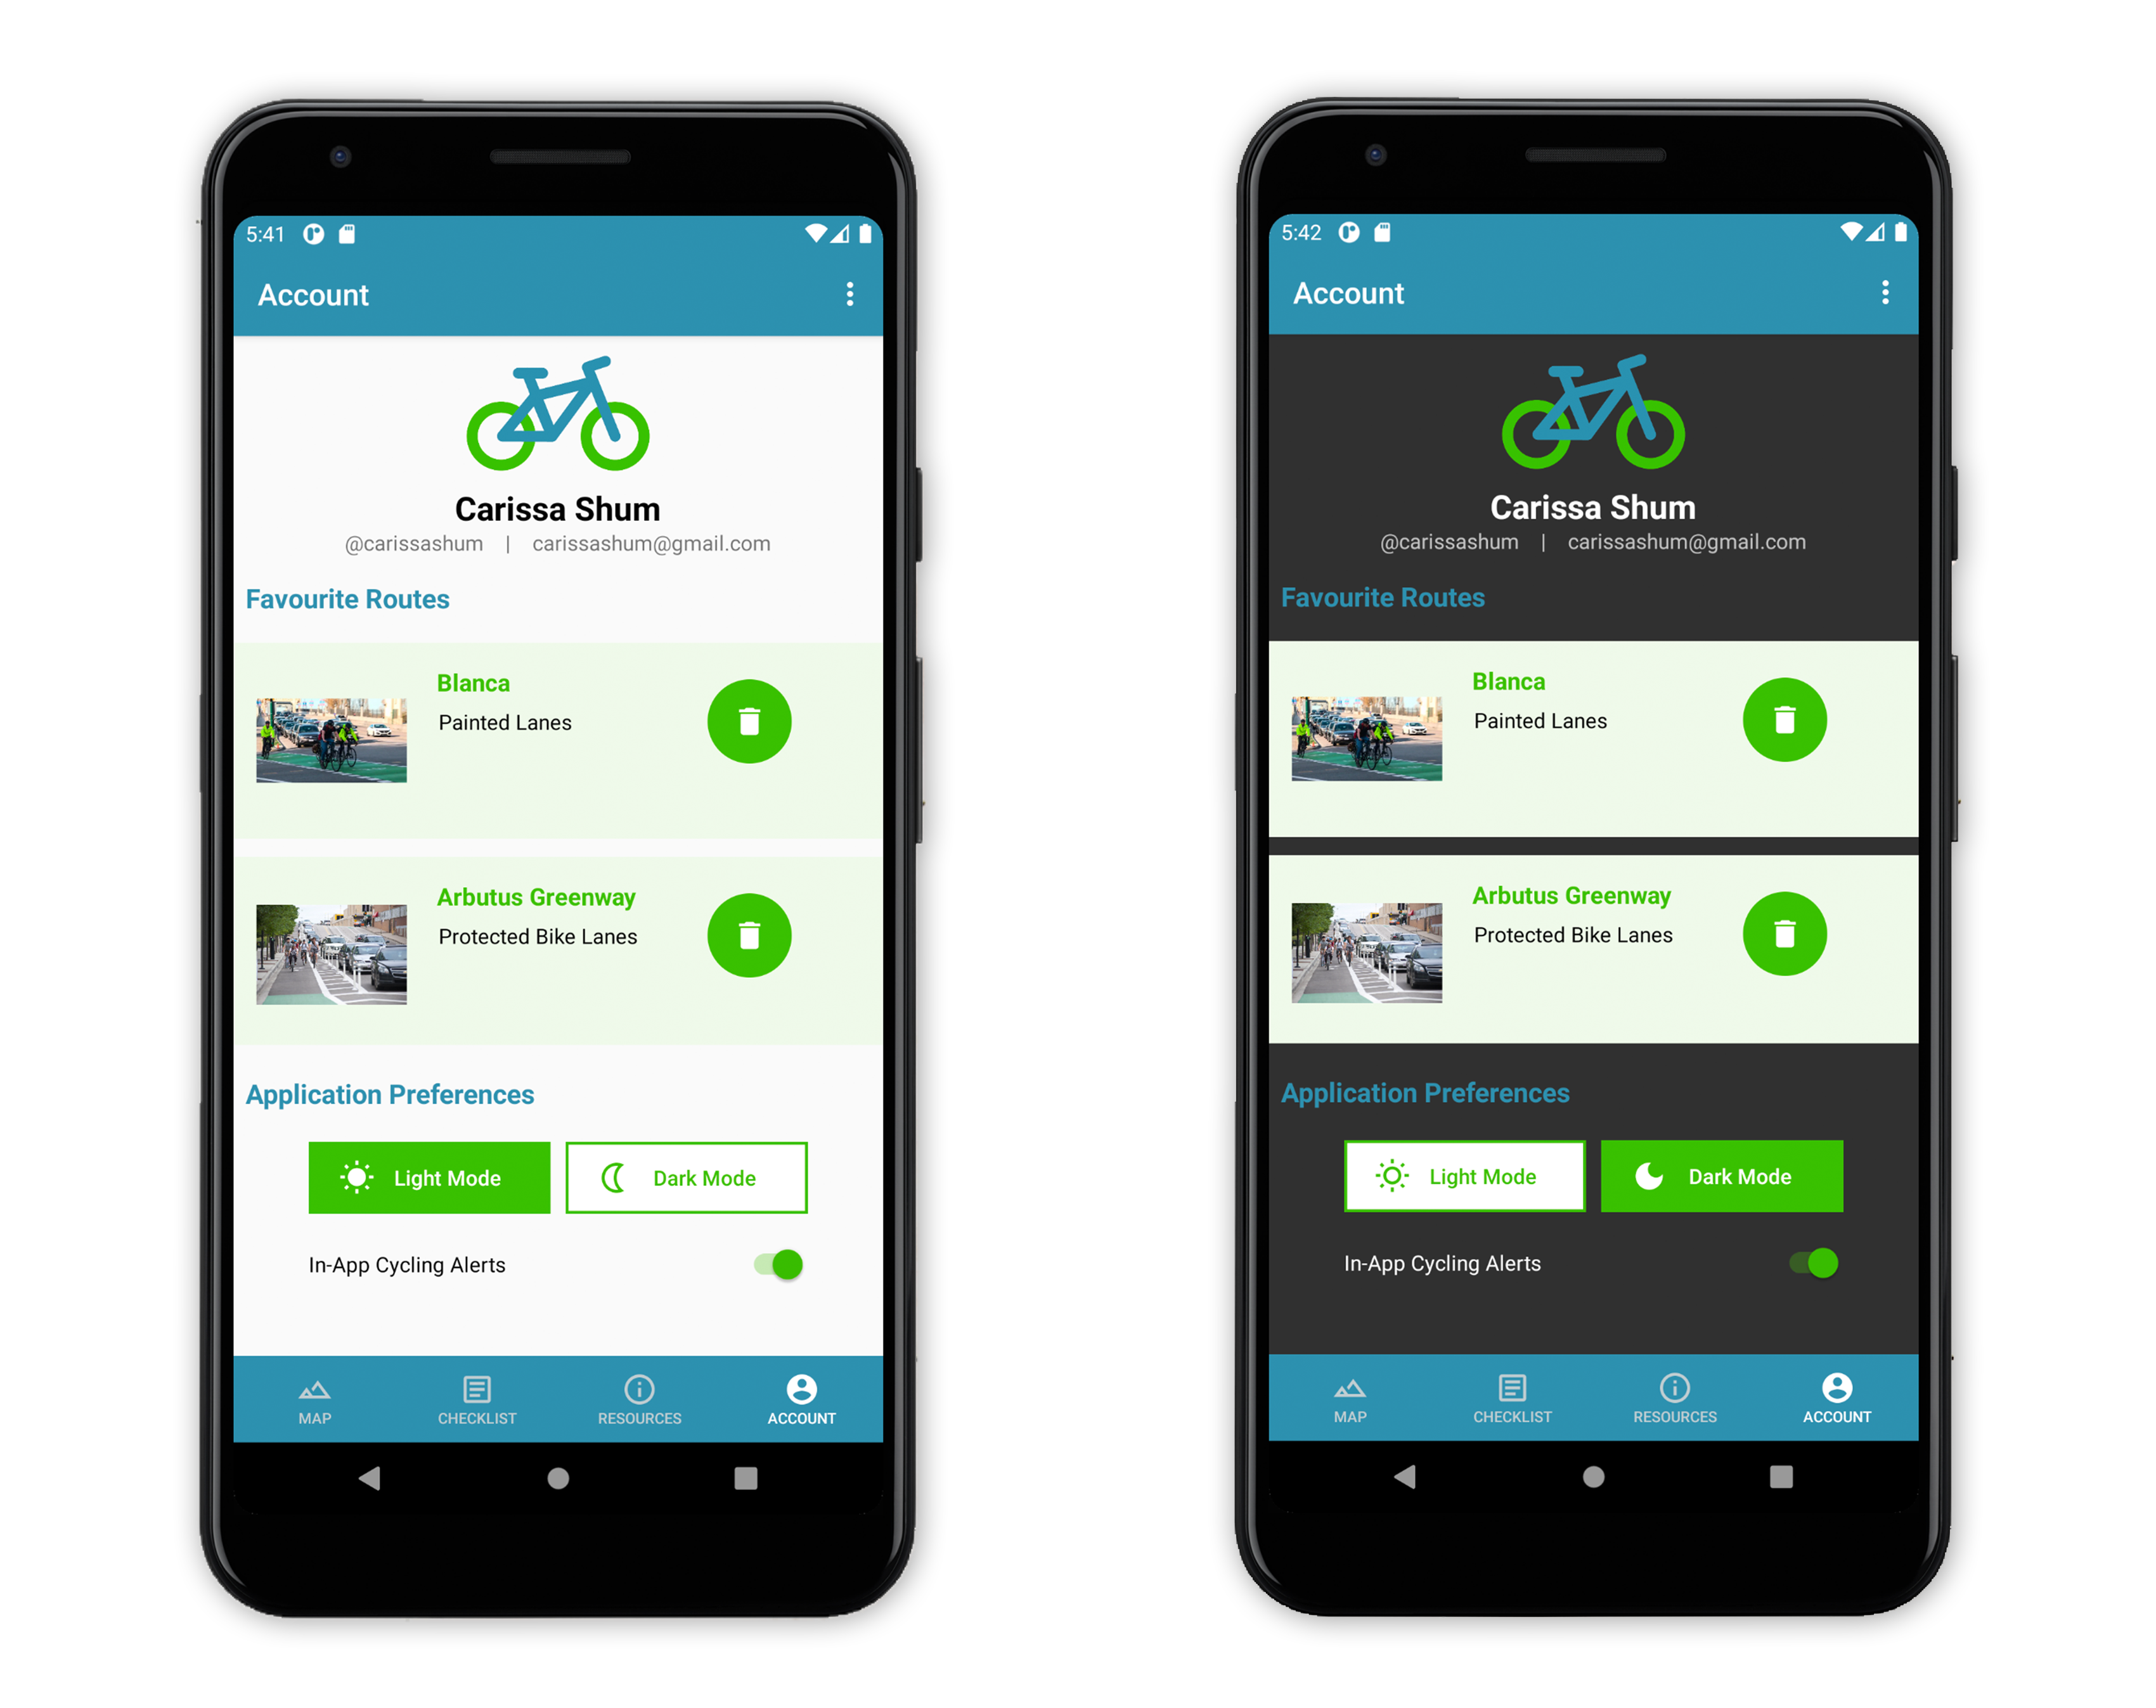 5:41
Account
Carissa Shum
@carissashum | carissashum@gmail.com
Favourite Routes
Blanca
Painted Lanes
Arbutus Greenway
Protected Bike Lanes
Application Preferences
Light Mode
Dark Mode
In-App Cycling Alerts
MAP
CHECKLIST
RESOURCES
ACCOUNT
5:42
Account
Carissa Shum
@carissashum | carissashum@gmail.com
Favourite Routes
Blanca
Painted Lanes
Arbutus Greenway
Protected Bike Lanes
Application Preferences
Light Mode
Dark Mode
In-App Cycling Alerts
MAP
CHECKLIST
RESOURCES
ACCOUNT